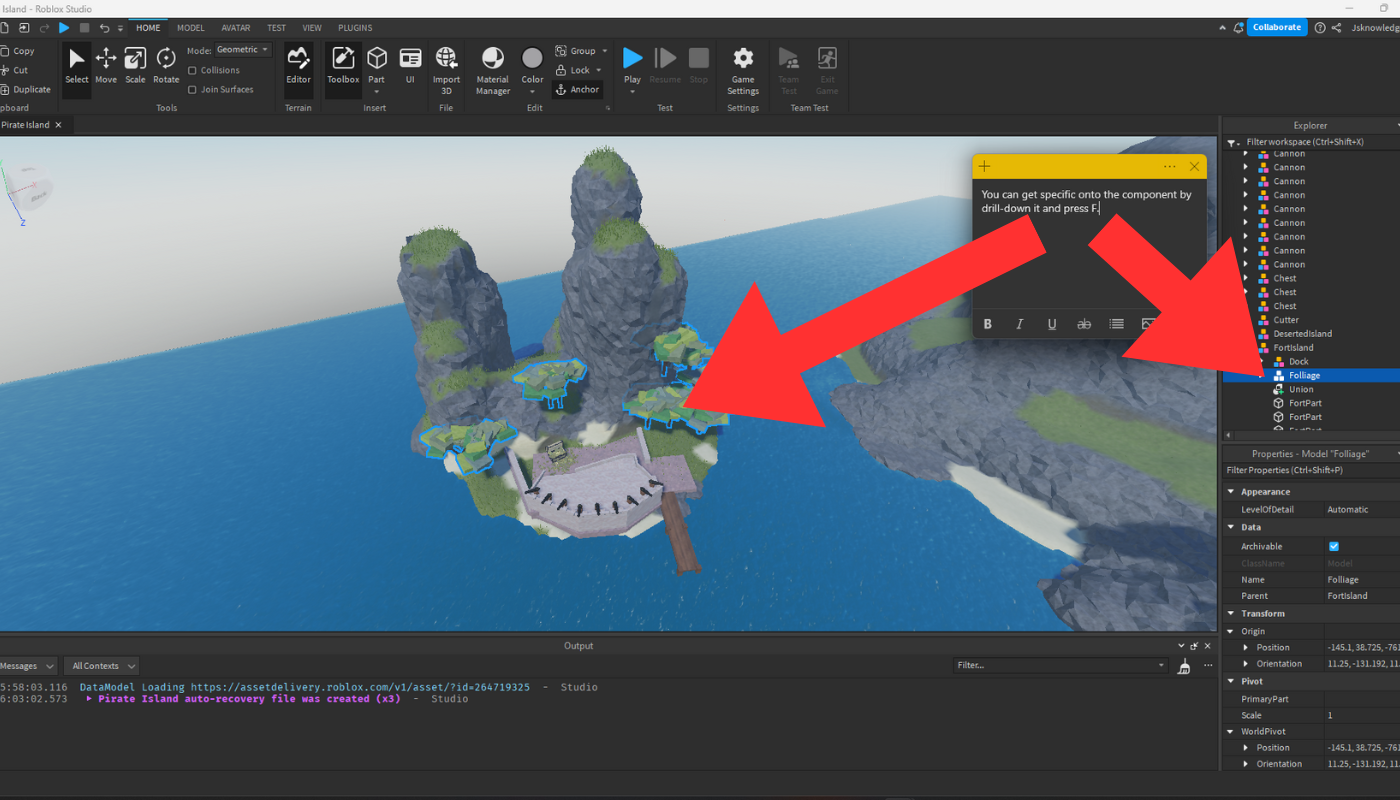 Island - Roblox Studio
HOME MODEL AVATAR TEST VIEW PLUGINS
Collaborate
Jsknowledg
Copy
Cut
Duplicate
pboard
Select
Move
Scale
Rotate
Mode: Geometric
Collisions
Join Surfaces
Tools
Editor
Terrain
Toolbox
Part
UI
Insert
Import
3D
File
Material
Manager
Color
Group
Lock
Anchor
Edit
Play
Resume
Stop
Test
Game
Settings
Settings
Team
Test
Exit
Game
Team Test
Pirate Island
Z
You can get specific onto the component by
drill-down it and press F.
B I U ab
Explorer
Filter workspace (Ctrl+Shift+X)
Cannon
Cannon
Cannon
Cannon
Cannon
Cannon
Cannon
Cannon
Cannon
Chest
Chest
Chest
Cutter
DesertedIsland
FortIsland
Dock
Folliage
Union
FortPart
FortPart
FortPart
Properties - Model "Folliage"
Filter Properties (Ctrl+Shift+P)
Appearance
LevelOfDetail Automatic
Data
Archivable
ClassName Model
Name Folliage
Parent FortIsland
Transform
Origin
Position -145.1, 38.725, -761
Orientation 11.25, -131.192, 11.
Pivot
PrimaryPart
Scale 1
WorldPivot
Position -145.1, 38.725, -761
Orientation 11.25, -131.192, 11.
Output
Messages All Contexts Filter...
5:58:03.116 DataModel Loading https://assetdelivery.roblox.com/v1/asset/?id=264719325 - Studio
6:03:02.573 Pirate Island auto-recovery file was created (x3) - Studio